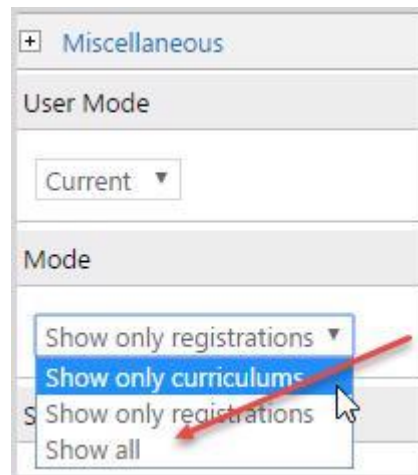 Miscellaneous
User Mode
Current
Mode
Show only registrations
Show only curriculums
Show only registrations
S
Show all